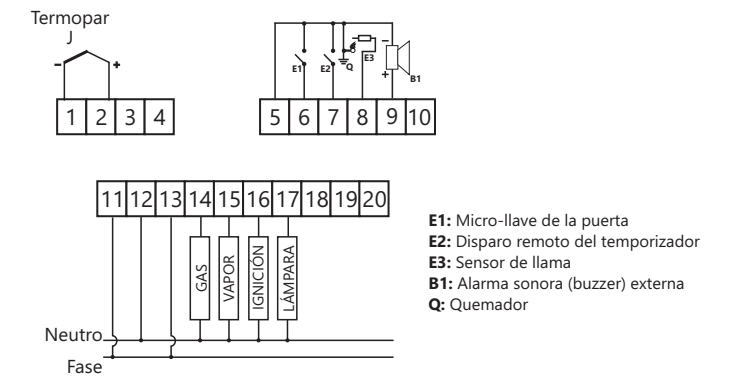 Termopar
J
- +
1 2 3 4
E1 E2 Q E3 - + B1
5 6 7 8 9 10
11 12 13 14 15 16 17 18 19 20
GAS
VAPOR
IGNICIÓN
LÁMPARA
Neutro
Fase
E1: Micro-llave de la puerta
E2: Disparo remoto del temporizador
E3: Sensor de llama
B1: Alarma sonora (buzzer) externa
Q: Quemador